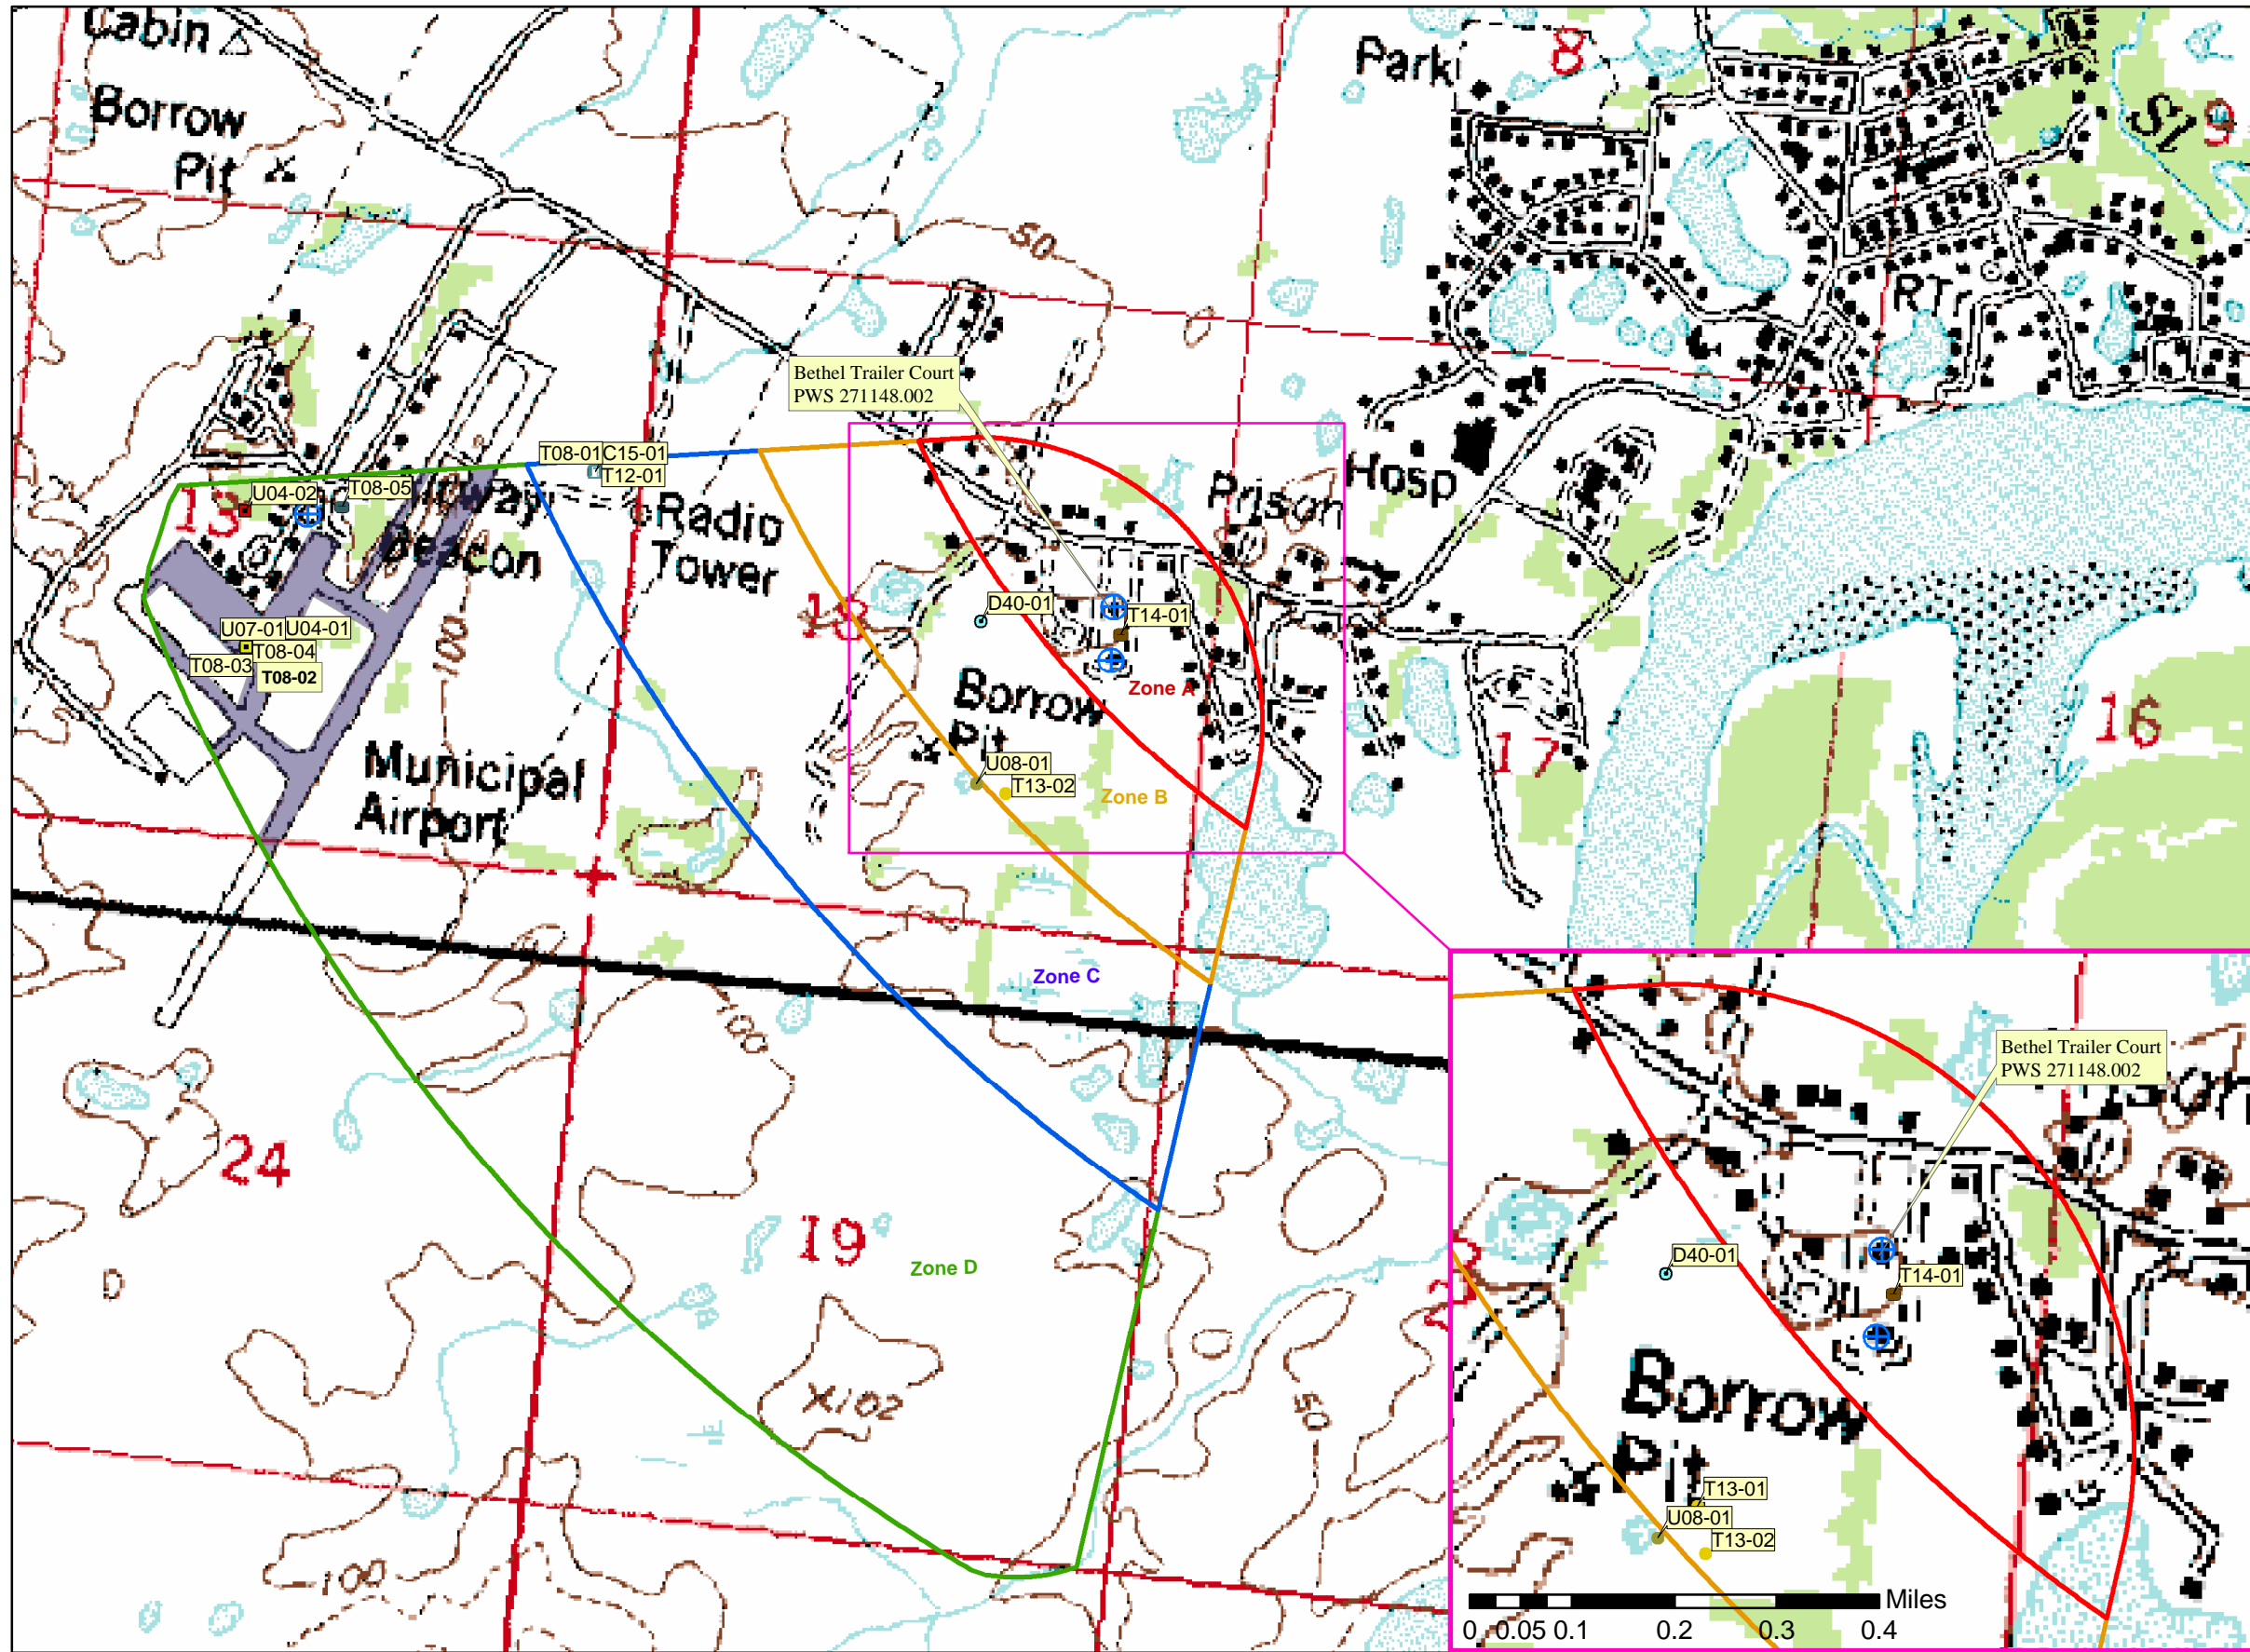 Cabin
Borrow
Pit
50
Park
8
9
Sl
RT
Bethel Trailer Court
PWS 271148.002
T08-01
C15-01
T12-01
U04-02
T08-05
13
Beacon
Radio
Tower
Prison
Hosp
18
D40-01
T14-01
Zone A
U07-01
U04-01
T08-04
T08-03
T08-02
100
Borrow
Pit
U08-01
T13-02
Zone B
Municipal
Airport
17
16
Zone C
100
24
19
Zone D
D
X102
50
100
Bethel Trailer Court
PWS 271148.002
D40-01
T14-01
Borrow
Pit
T13-01
U08-01
T13-02
Miles
0 0.05 0.1 0.2 0.3 0.4